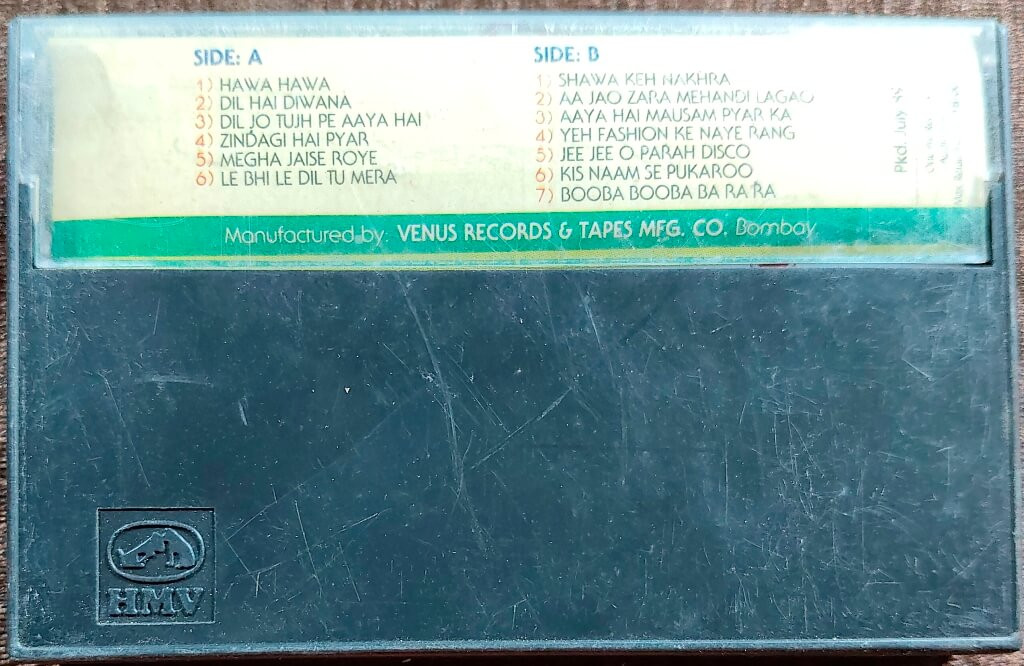 SIDE: A
1) HAWA HAWA
2) DIL HAI DIWANA
3) DIL JO TUJH PE AAYA HAI
4) ZINDAGI HAI PYAR
5) MEGHA JAISE ROYE
6) LE BHI LE DIL TU MERA
SIDE: B
1) SHAWA KEH NAKHRA
2) AA JAO ZARA MEHANDI LAGAO
3) AAYA HAI MAUSAM PYAR KA
4) YEH FASHION KE NAYE RANG
5) JEE JEE O PARAH DISCO
6) KIS NAAM SE PUKAROO
7) BOOBA BOOBA BA RA RA
Pkd. July
Manufactured by: VENUS RECORDS & TAPES MFG. CO. Bombay
HMV